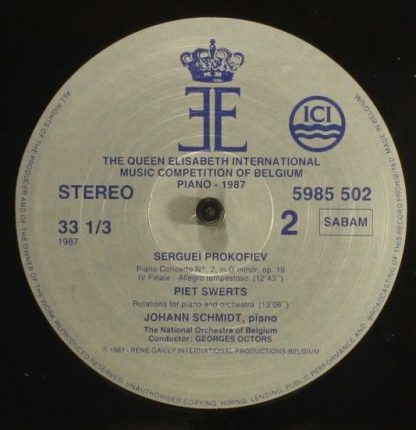 ƎE
ICI
THE QUEEN ELISABETH INTERNATIONAL
MUSIC COMPETITION OF BELGIUM
PIANO - 1987
STEREO
5985 502
33 1/3
2
SABAM
1987
SERGUEI PROKOFIEV
Piano Concerto Nº 2, in G minor, op. 16
IV Finale : Allegro tempestoso (12'43")
PIET SWERTS
Rotations for piano and orchestra (13'06")
JOHANN SCHMIDT, piano
The National Orchestra of Belgium
Conductor: GEORGES OCTORS
© 1987 - RENE GAILLY INTERNATIONAL PRODUCTIONS-BELGIUM
ALL RIGHTS OF THE PRODUCER AND OF THE OWNER OF THE WORK REPRODUCED RESERVED. UNAUTHORISED COPYING, HIRING, LENDING, PUBLIC PERFORMANCE AND BROADCASTING OF THIS RECORD PROHIBITED. MADE IN BELGIUM.